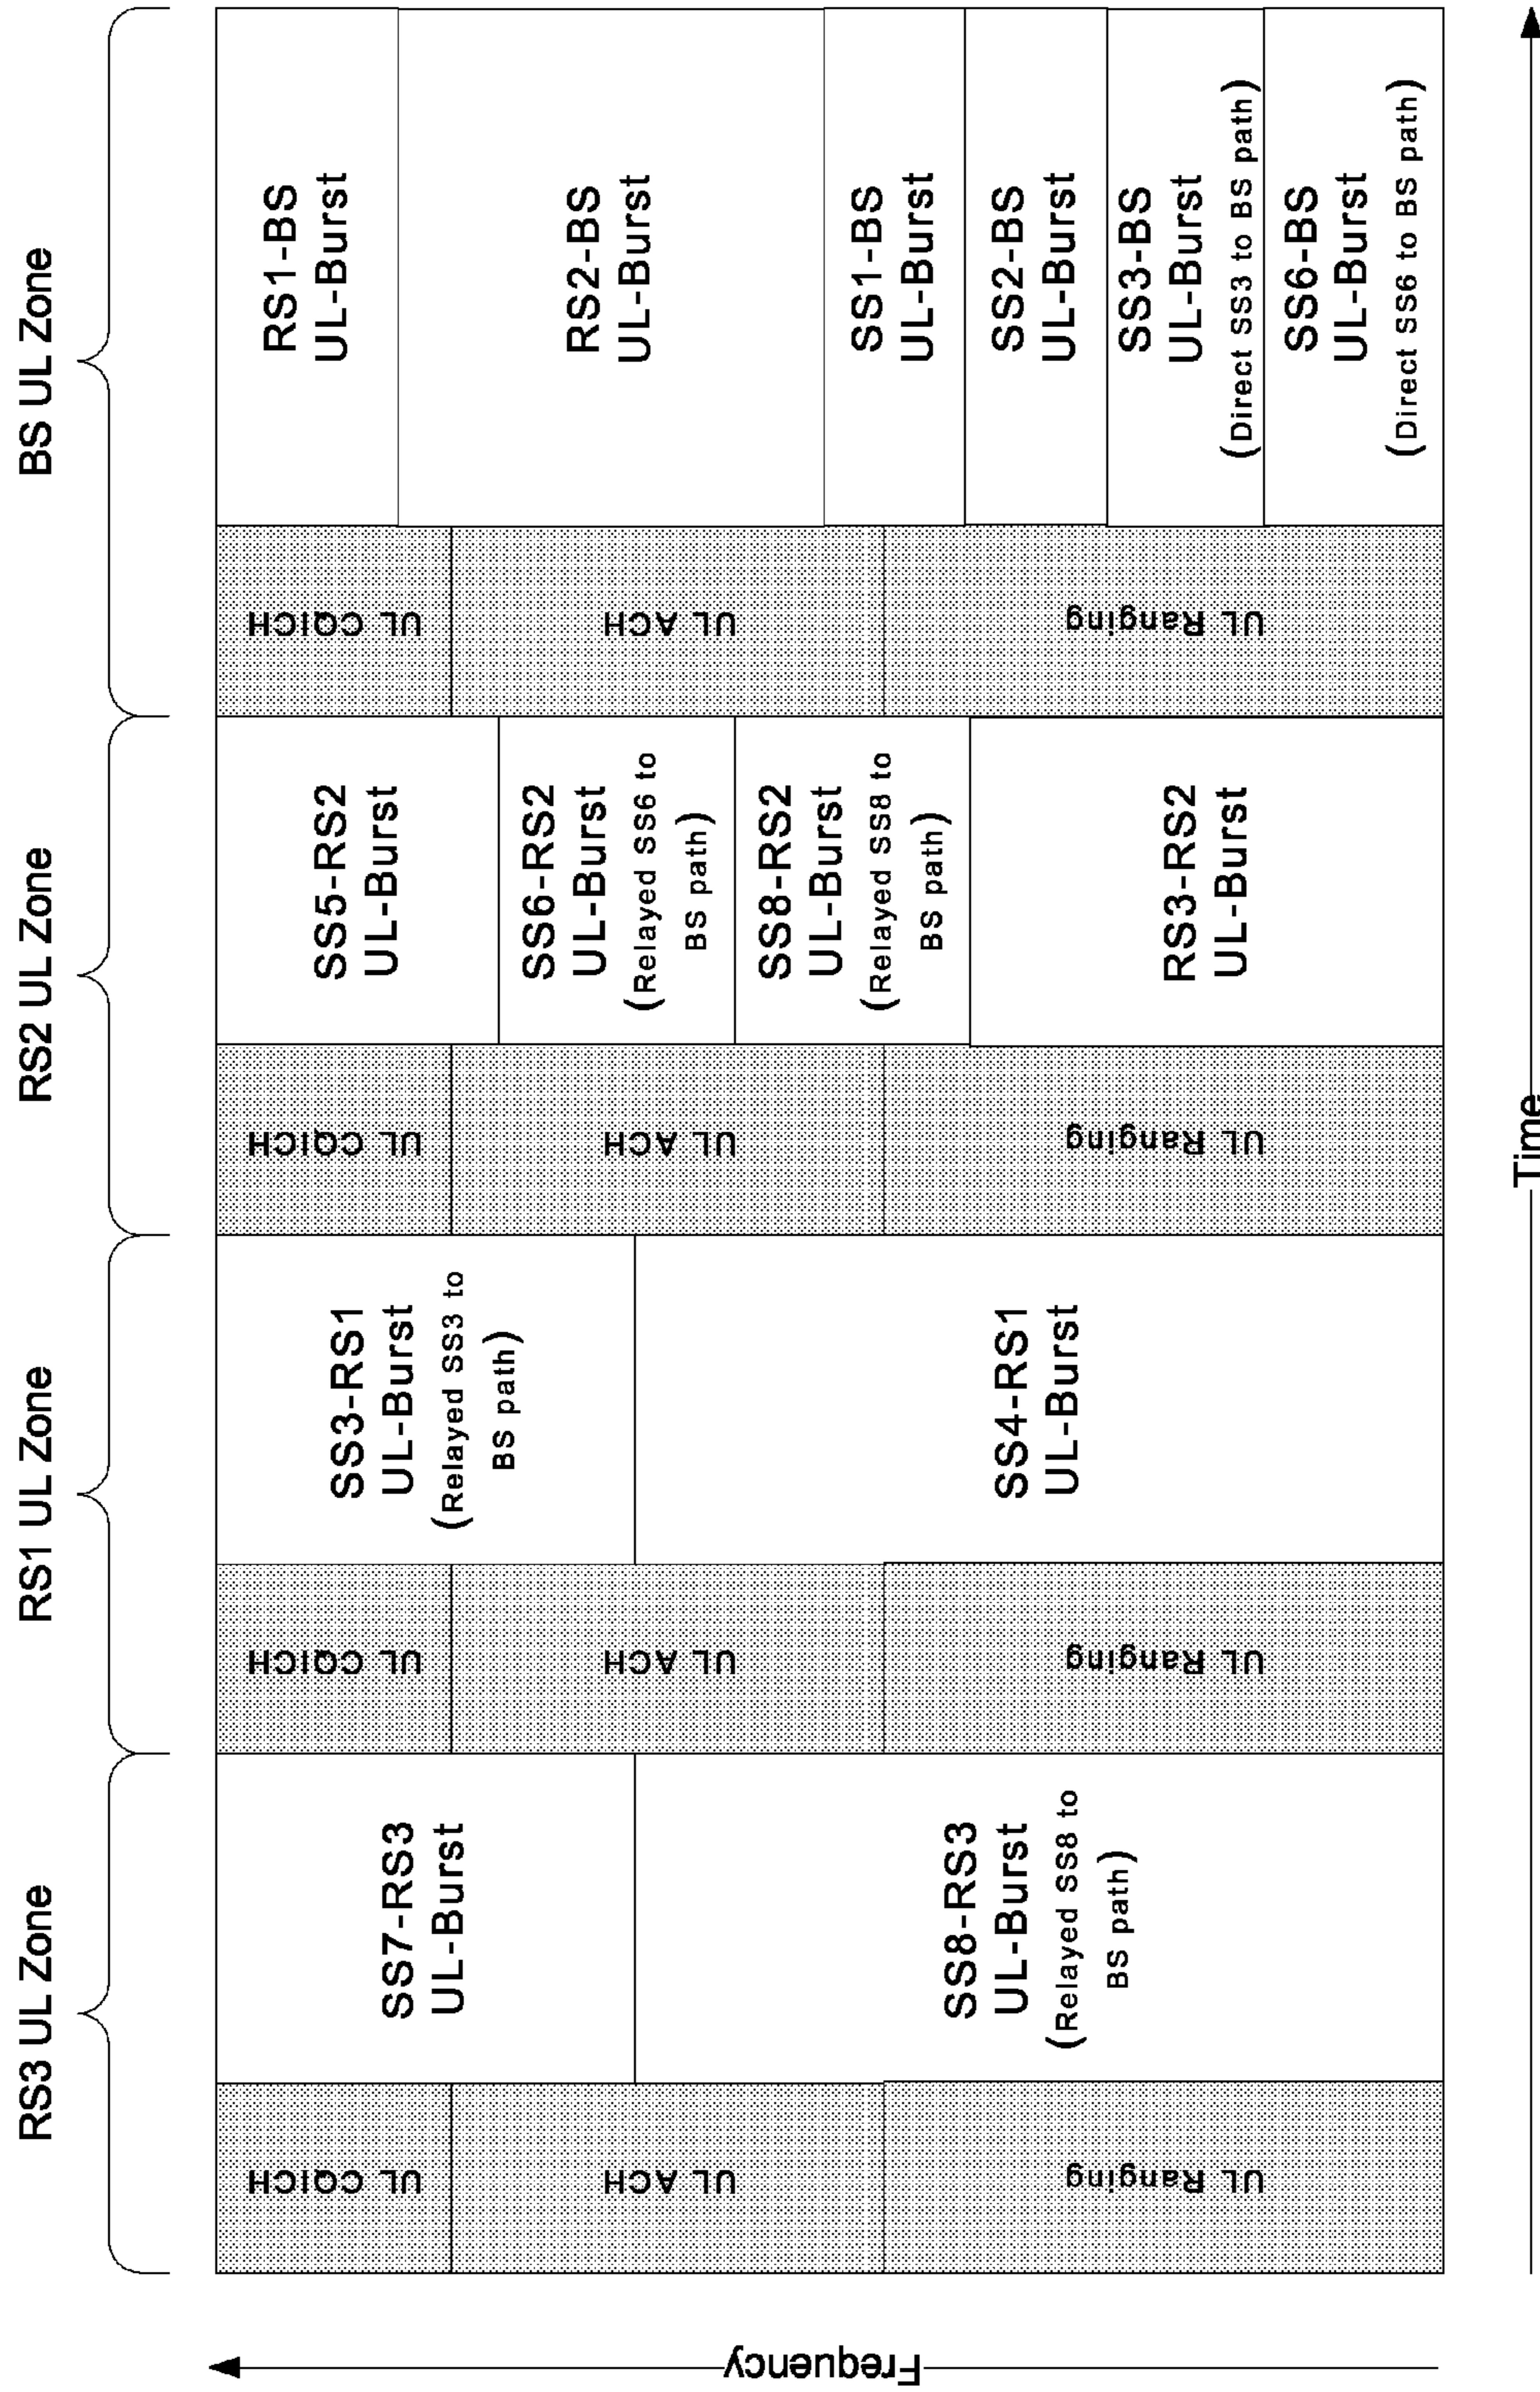 RS3 UL Zone
RS1 UL Zone
RS2 UL Zone
BS UL Zone
Frequency
UL CQICH
UL ACH
UL Ranging
SS7-RS3
UL-Burst
SS8-RS3
UL-Burst
(Relayed SS8 to
BS path)
UL CQICH
UL ACH
UL Ranging
SS3-RS1
UL-Burst
(Relayed SS3 to
BS path)
SS4-RS1
UL-Burst
UL CQICH
UL ACH
UL Ranging
SS5-RS2
UL-Burst
SS6-RS2
UL-Burst
(Relayed SS6 to
BS path)
SS8-RS2
UL-Burst
(Relayed SS8 to
BS path)
RS3-RS2
UL-Burst
UL CQICH
UL ACH
UL Ranging
RS1-BS
UL-Burst
RS2-BS
UL-Burst
SS1-BS
UL-Burst
SS2-BS
UL-Burst
SS3-BS
UL-Burst
(Direct SS3 to BS path)
SS6-BS
UL-Burst
(Direct SS6 to BS path)
Time